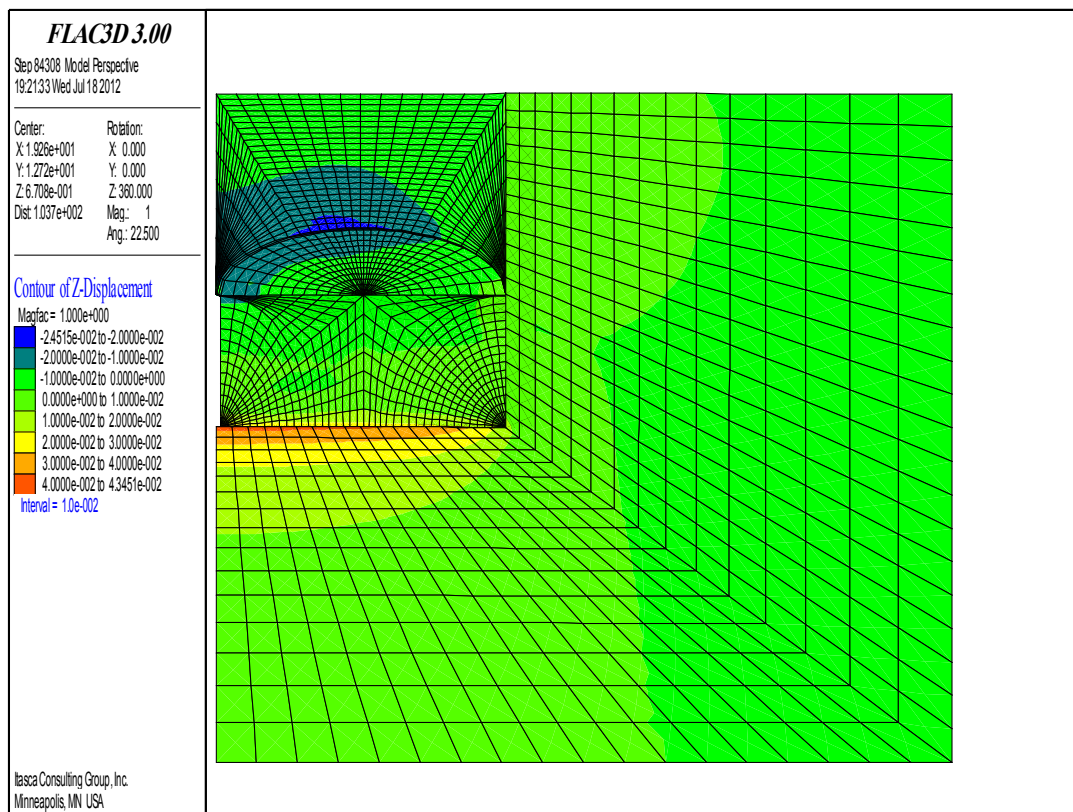 FLAC3D 3.00
Step 84308 Model Perspective
19:21:33 Wed Jul 18 2012
Center: Rotation:
X: 1.926e+001 X: 0.000
Y: 1.272e+001 Y: 0.000
Z: 6.708e-001 Z: 360.000
Dist: 1.037e+002 Mag.: 1
Ang.: 22.500
Contour of Z-Displacement
Magfac = 1.000e+000
-2.4515e-002 to -2.0000e-002
-2.0000e-002 to -1.0000e-002
-1.0000e-002 to 0.0000e+000
0.0000e+000 to 1.0000e-002
1.0000e-002 to 2.0000e-002
2.0000e-002 to 3.0000e-002
3.0000e-002 to 4.0000e-002
4.0000e-002 to 4.3451e-002
Interval = 1.0e-002
Itasca Consulting Group, Inc.
Minneapolis, MN USA